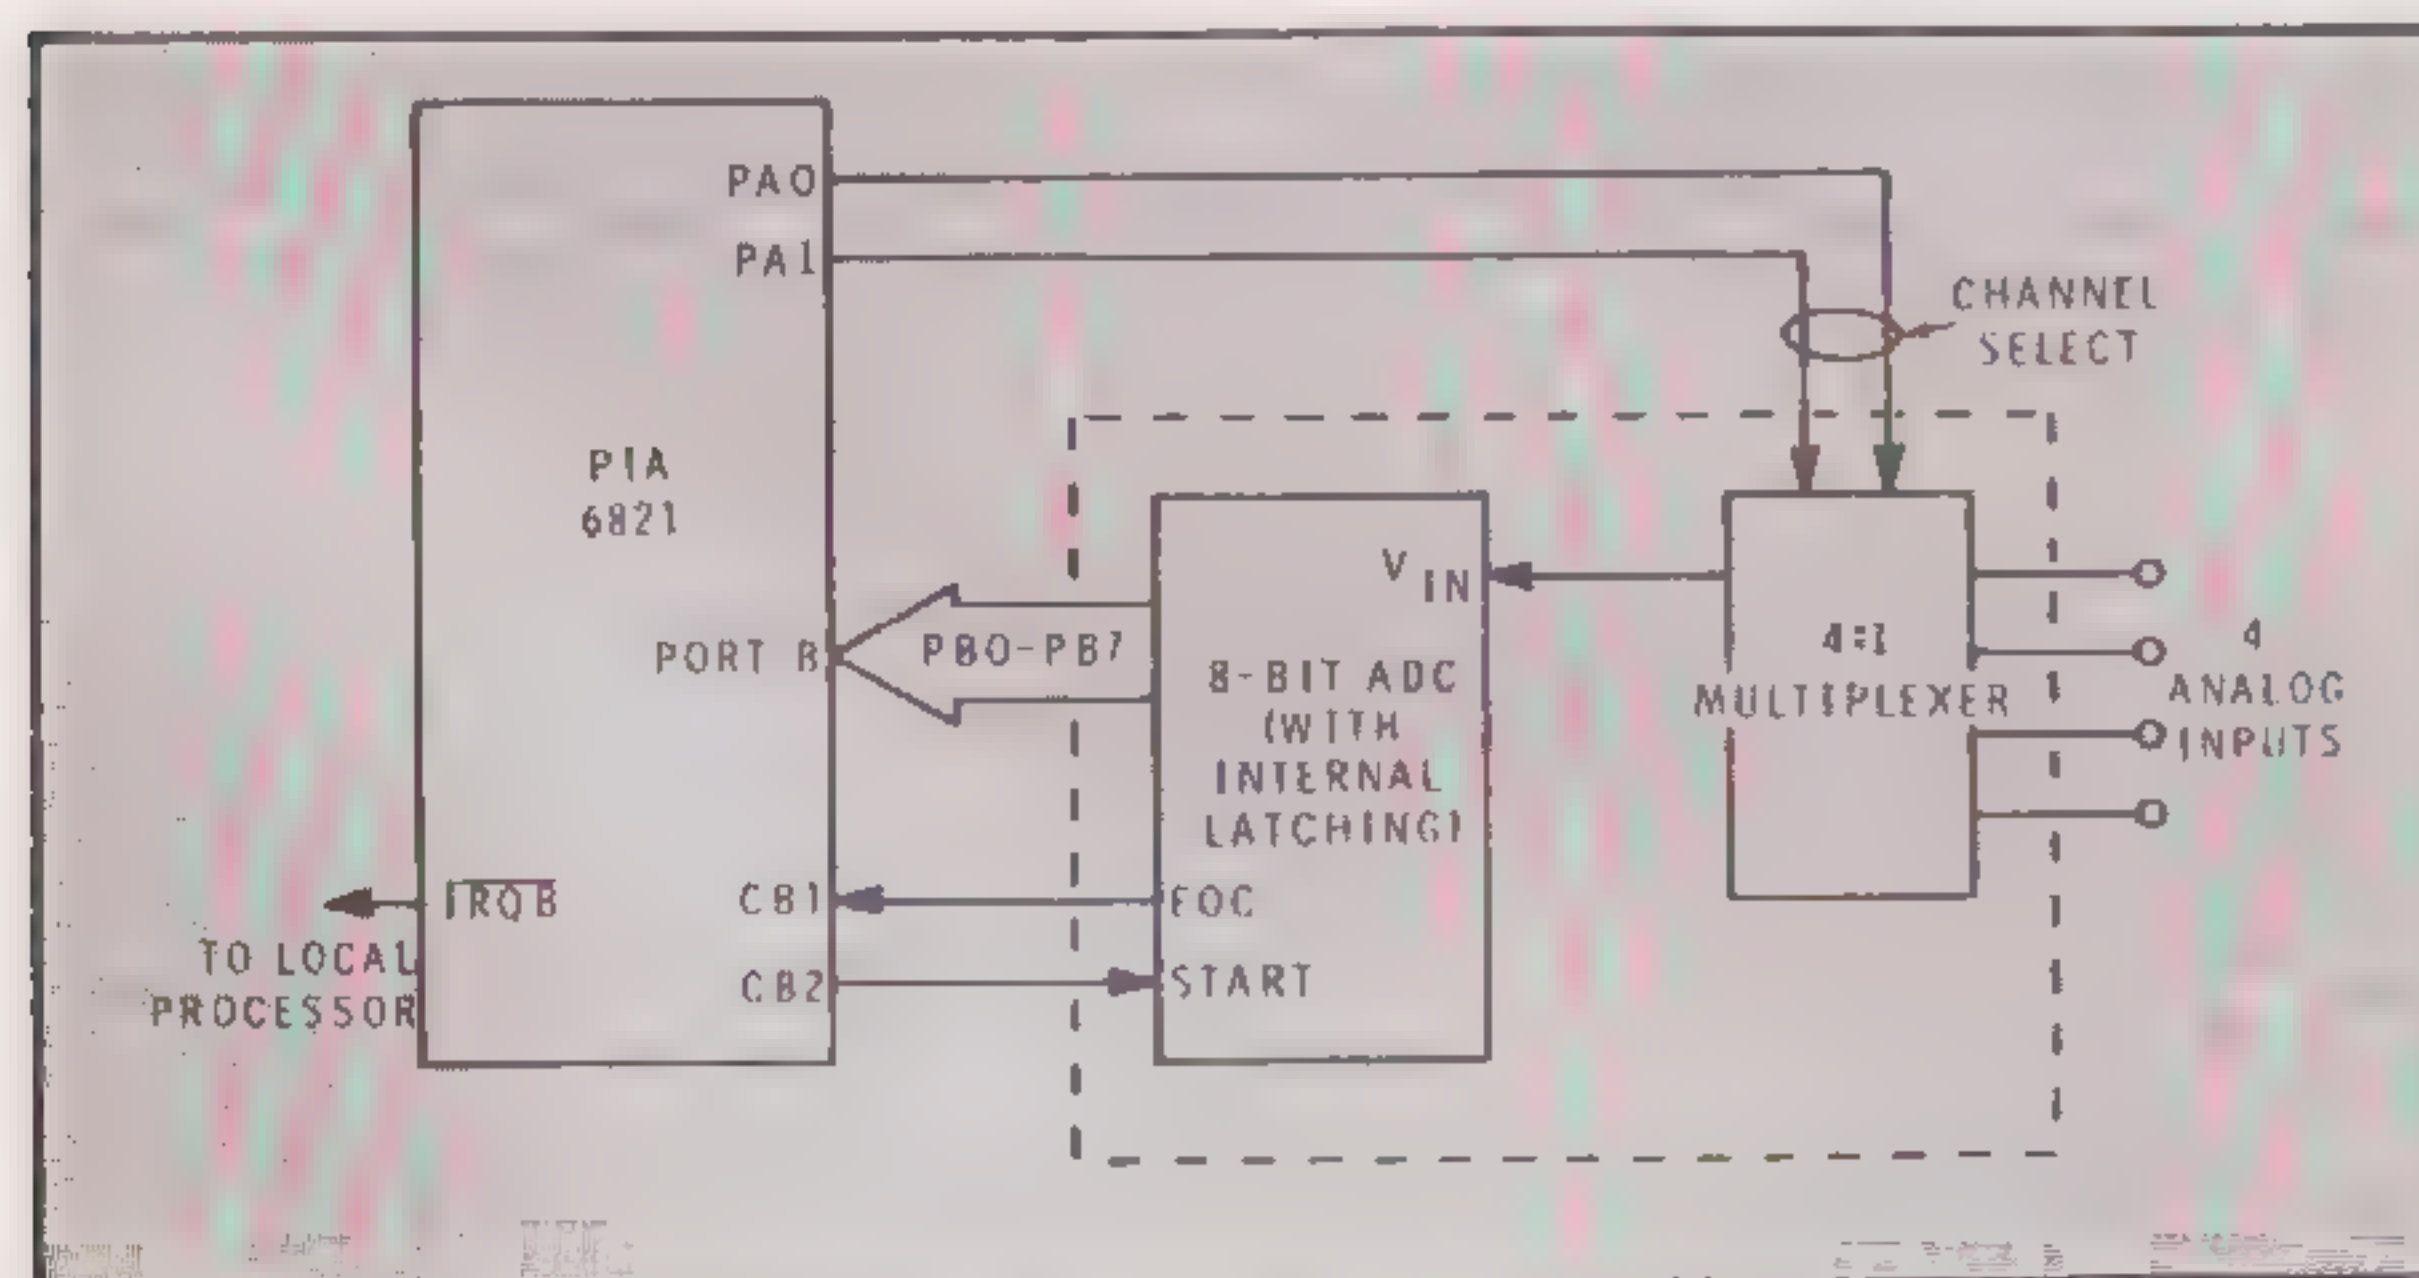 PA0
PA1
CHANNEL
SELECT
PIA
6821
V IN
PORT B
PB0-PB7
8-BIT ADC
(WITH
INTERNAL
LATCHING)
4:1
MULTIPLEXER
4
ANALOG
INPUTS
IRQB
CB1
EOC
TO LOCAL
PROCESSOR
CB2
START